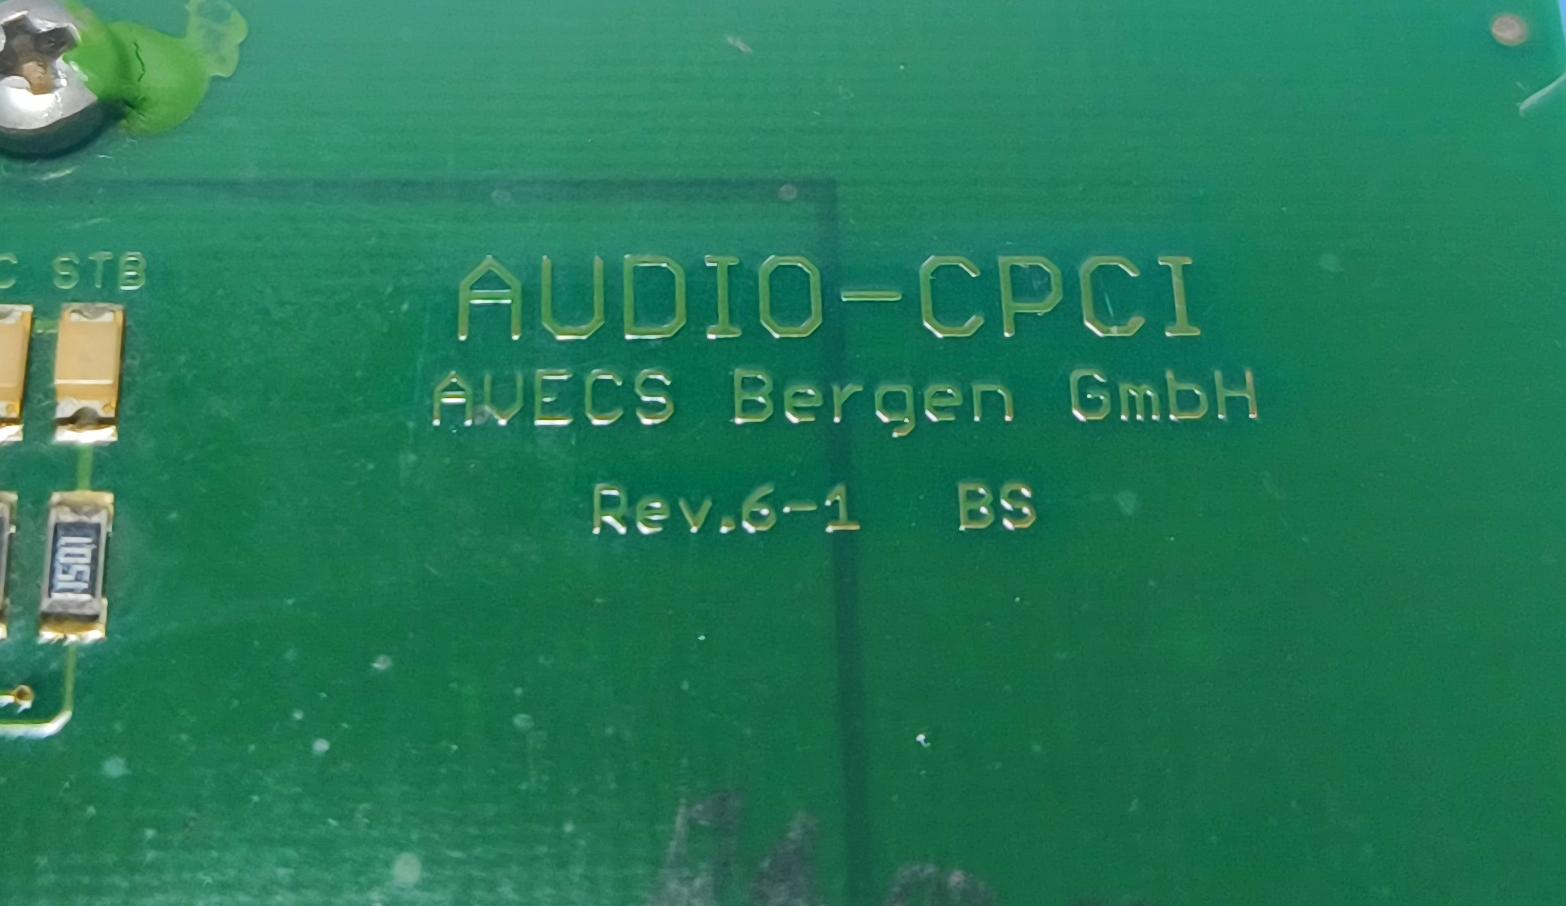 C STB
AUDIO-CPCI
AVECS Bergen GmbH
Rev.6-1 BS
1501